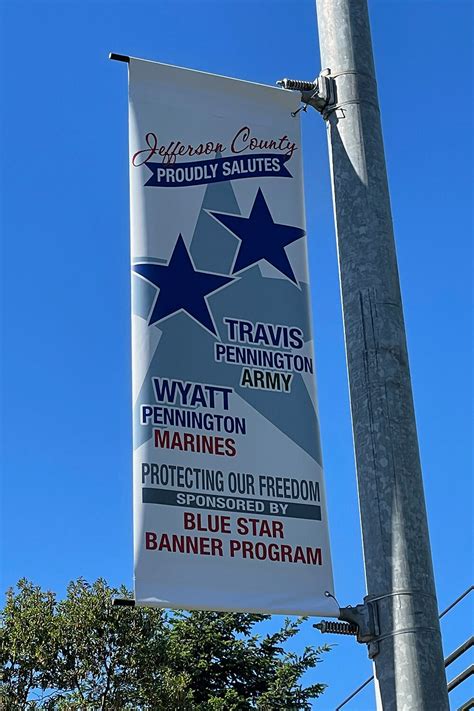 Jefferson County
PROUDLY SALUTES
TRAVIS
PENNINGTON
ARMY
WYATT
PENNINGTON
MARINES
PROTECTING OUR FREEDOM
SPONSORED BY
BLUE STAR
BANNER PROGRAM